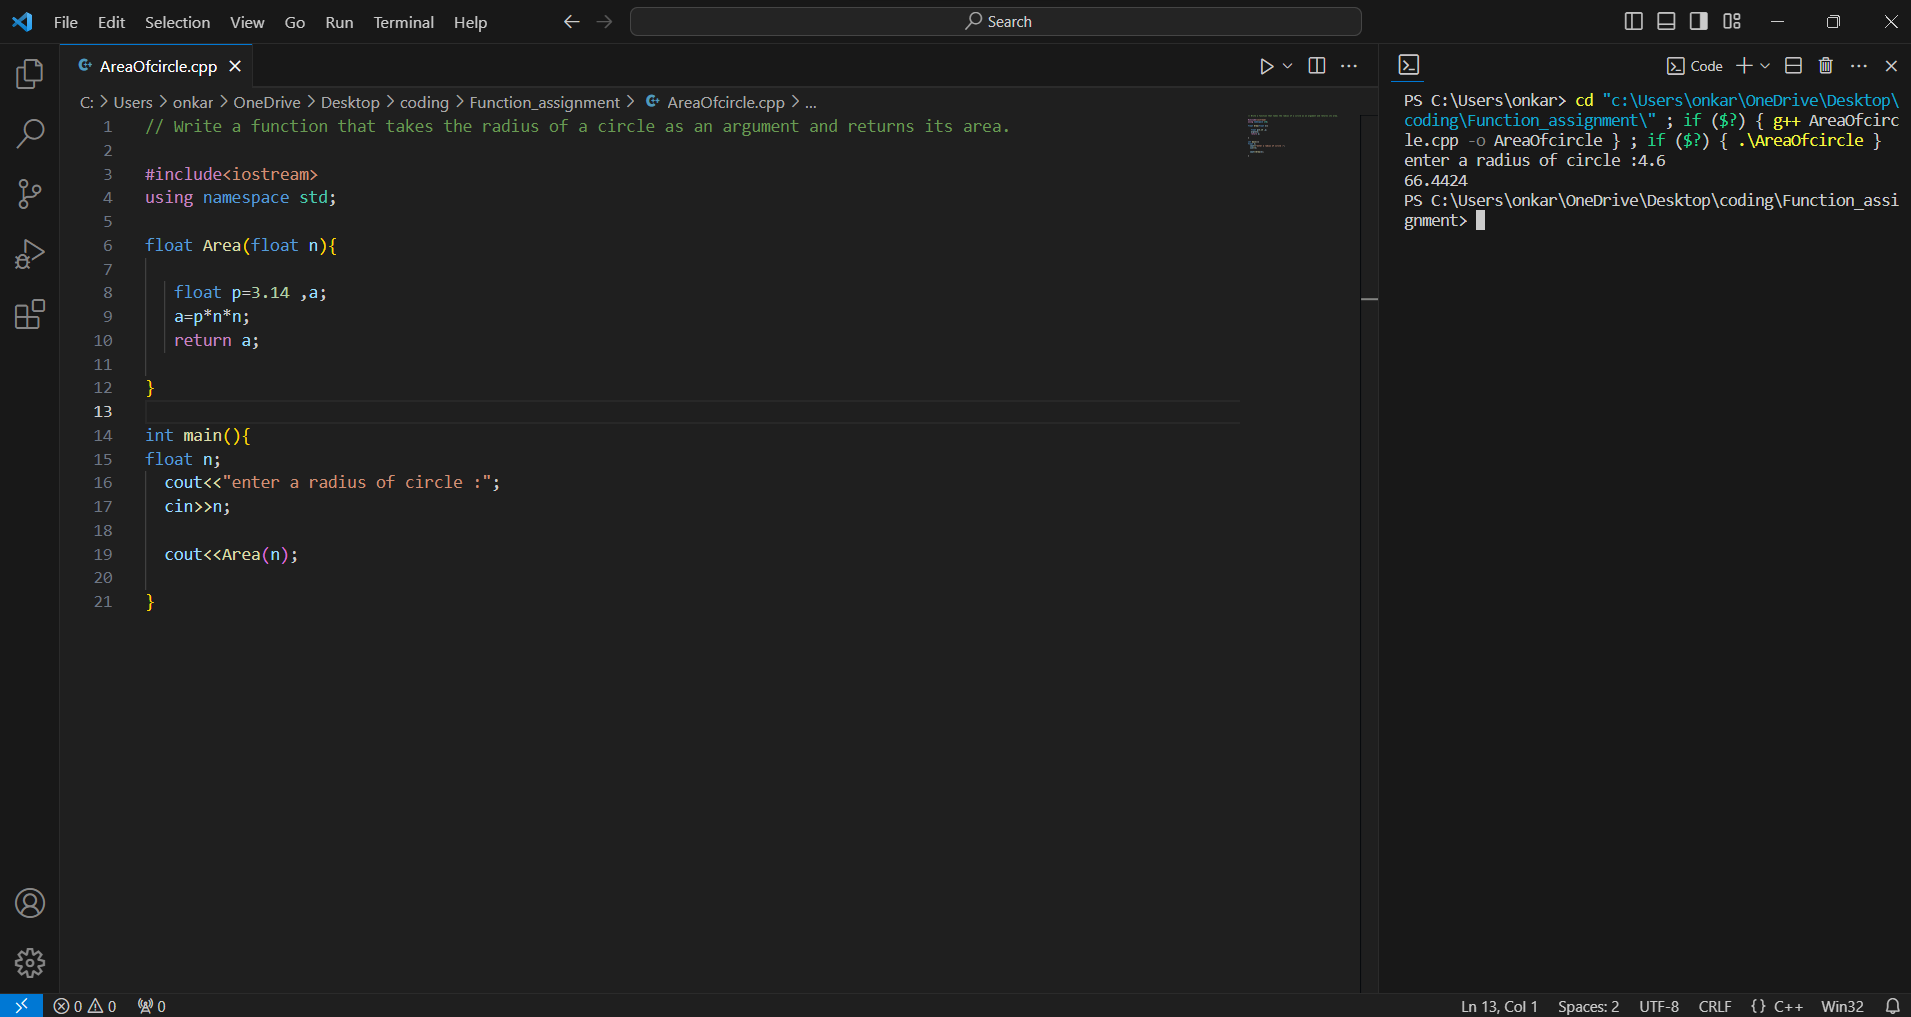 File Edit Selection View Go Run Terminal Help
Search
AreaOfcircle.cpp
C: > Users > onkar > OneDrive > Desktop > coding > Function_assignment > AreaOfcircle.cpp > ...
1 // Write a function that takes the radius of a circle as an argument and returns its area.
2
3 #include<iostream>
4 using namespace std;
5
6 float Area(float n){
7
8 float p=3.14 ,a;
9 a=p*n*n;
10 return a;
11
12 }
13
14 int main(){
15 float n;
16 cout<<"enter a radius of circle :";
17 cin>>n;
18
19 cout<<Area(n);
20
21 }
Code
PS C:\Users\onkar> cd "c:\Users\onkar\OneDrive\Desktop\
coding\Function_assignment\" ; if ($?) { g++ AreaOfcirc
le.cpp -o AreaOfcircle } ; if ($?) { .\AreaOfcircle }
enter a radius of circle :4.6
66.4424
PS C:\Users\onkar\OneDrive\Desktop\coding\Function_assi
gnment>
0 0 0
Ln 13, Col 1 Spaces: 2 UTF-8 CRLF {} C++ Win32